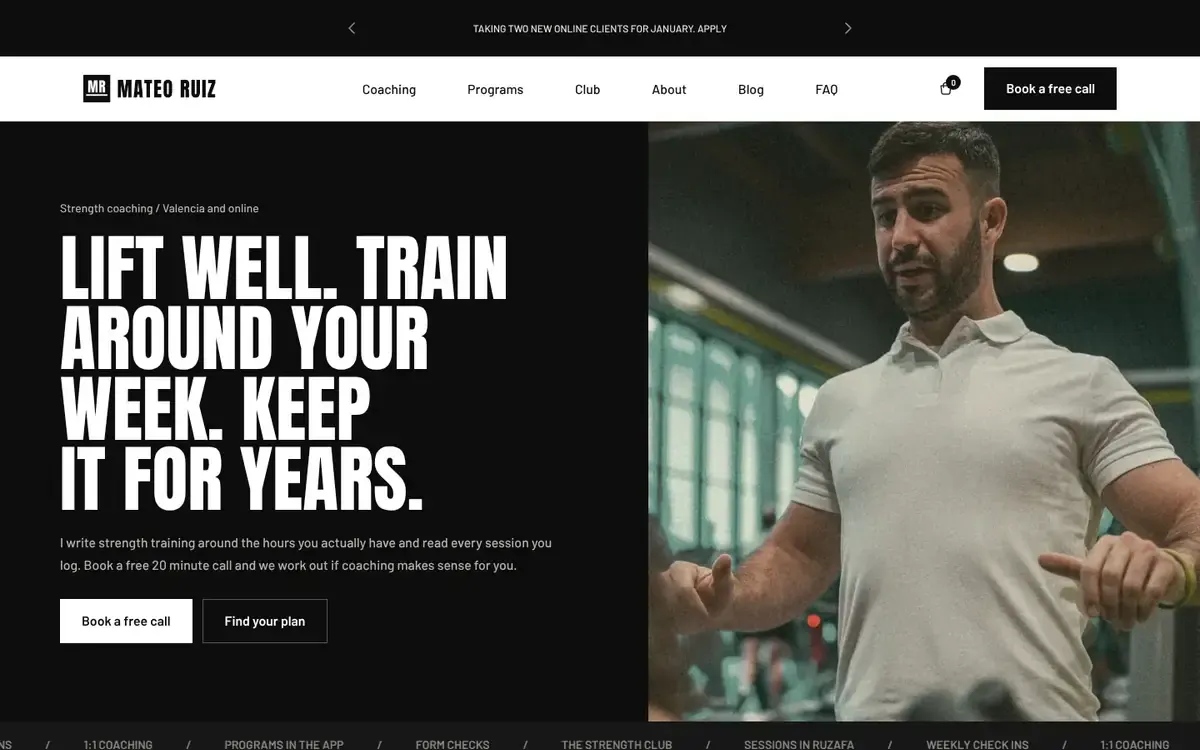 TAKING TWO NEW ONLINE CLIENTS FOR JANUARY. APPLY
MR MATEO RUIZ
Coaching
Programs
Club
About
Blog
FAQ
0
Book a free call
Strength coaching / Valencia and online
LIFT WELL. TRAIN
AROUND YOUR
WEEK. KEEP
IT FOR YEARS.
I write strength training around the hours you actually have and read every session you
log. Book a free 20 minute call and we work out if coaching makes sense for you.
Book a free call
Find your plan
NS / 1:1 COACHING / PROGRAMS IN THE APP / FORM CHECKS / THE STRENGTH CLUB / SESSIONS IN RUZAFA / WEEKLY CHECK INS / 1:1 COACHING